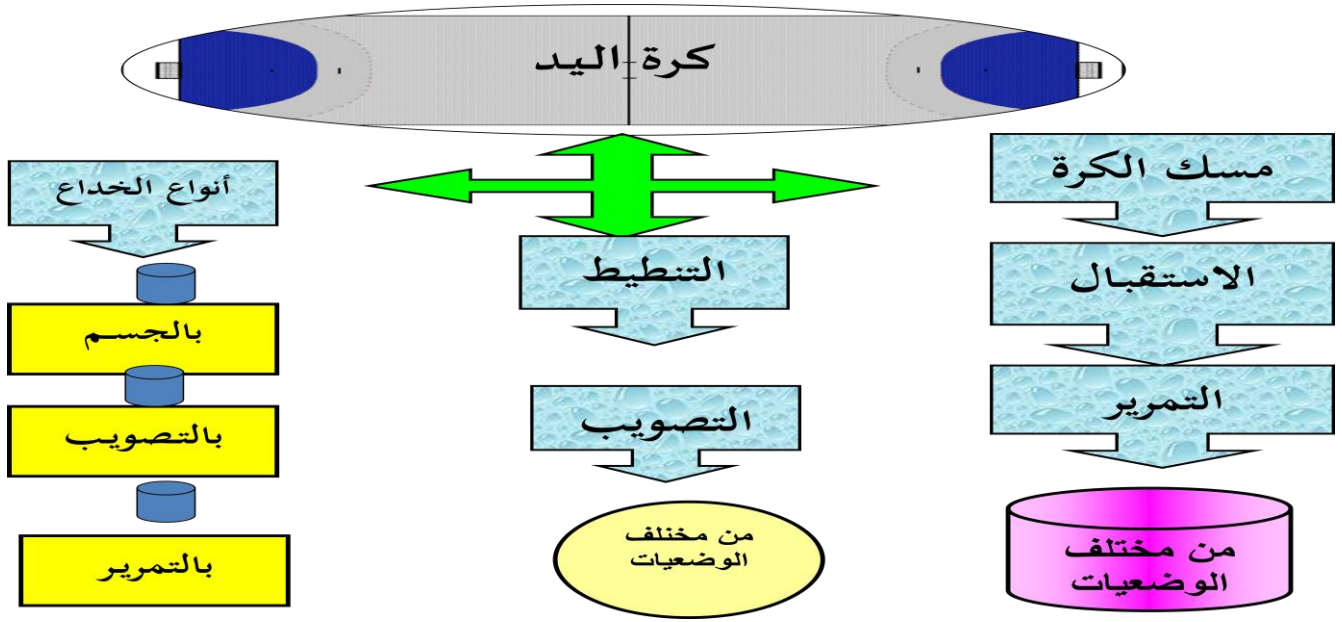 كرة اليد
مسك الكرة
الاستقبال
التمرير
من مختلف
الوضعيات
التنطيط
التصويب
من مختلف
الوضعيات
أنواع الخداع
بالجسم
بالتصويب
بالتمرير